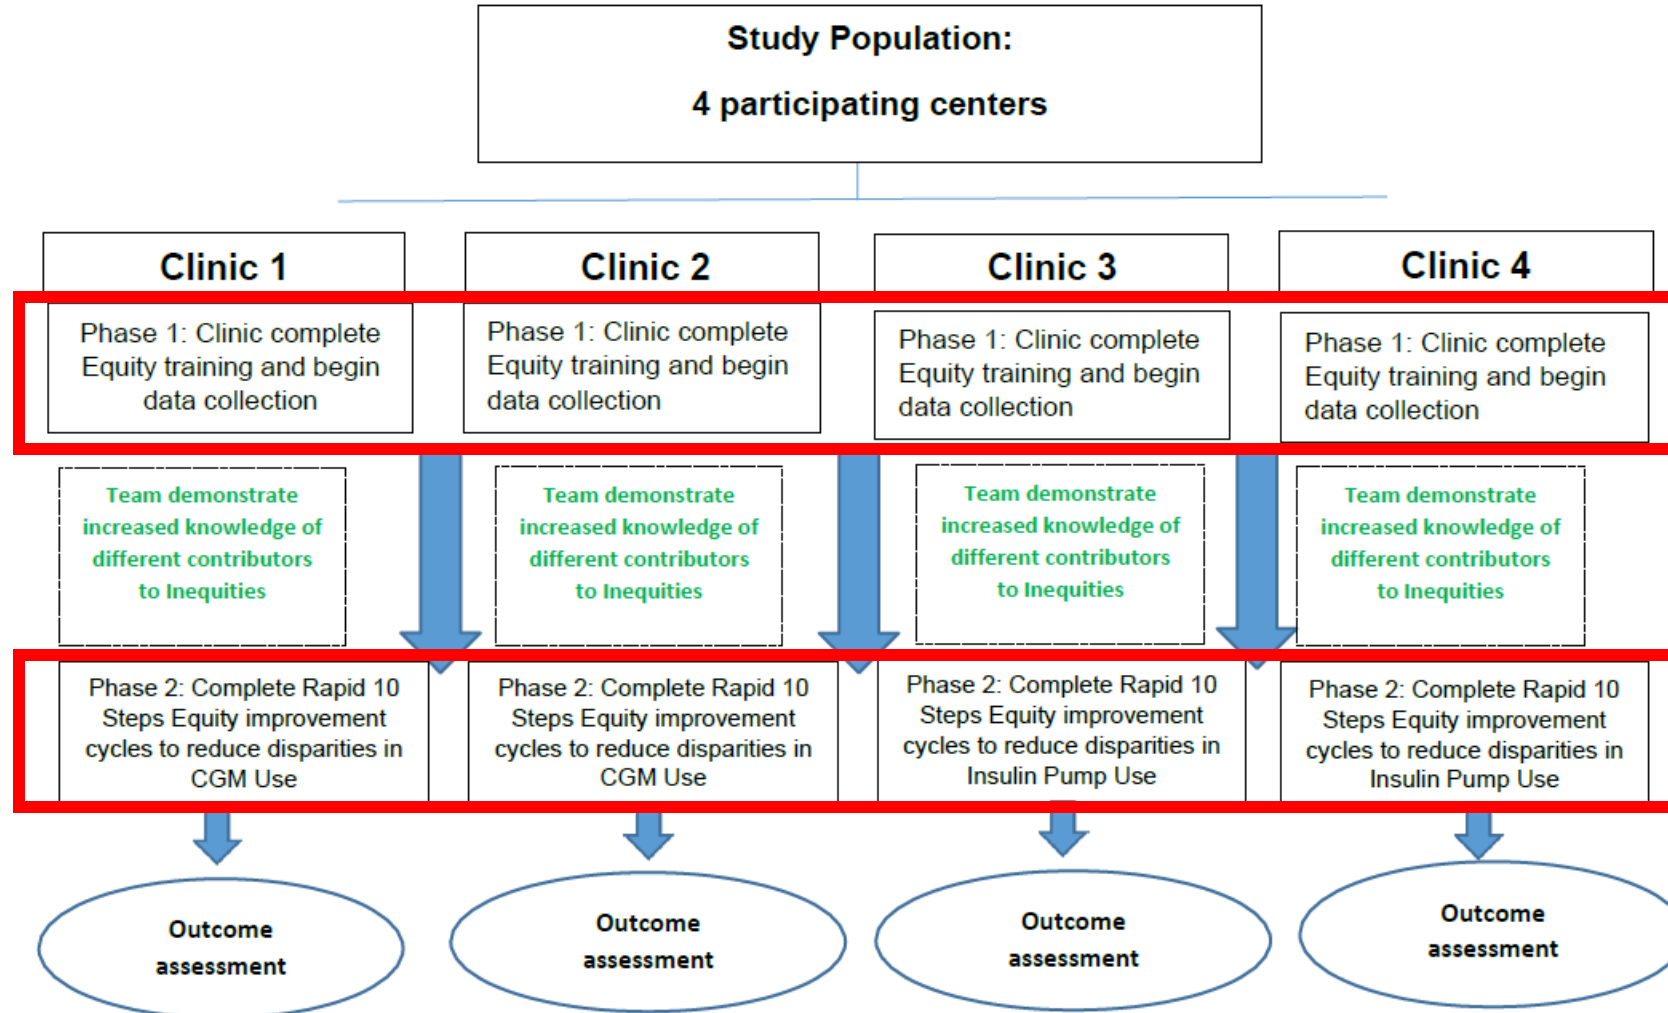 Study Population:
4 participating centers
Clinic 1
Clinic 2
Clinic 3
Clinic 4
Phase 1: Clinic complete
Equity training and begin
data collection
Phase 1: Clinic complete
Equity training and begin
data collection
Phase 1: Clinic complete
Equity training and begin
data collection
Phase 1: Clinic complete
Equity training and begin
data collection
Team demonstrate
increased knowledge of
different contributors
to Inequities
Team demonstrate
increased knowledge of
different contributors
to Inequities
Team demonstrate
increased knowledge of
different contributors
to Inequities
Team demonstrate
increased knowledge of
different contributors
to Inequities
Phase 2: Complete Rapid 10
Steps Equity improvement
cycles to reduce disparities in
CGM Use
Phase 2: Complete Rapid 10
Steps Equity improvement
cycles to reduce disparities in
CGM Use
Phase 2: Complete Rapid 10
Steps Equity improvement
cycles to reduce disparities in
Insulin Pump Use
Phase 2: Complete Rapid 10
Steps Equity improvement
cycles to reduce disparities in
Insulin Pump Use
Outcome
assessment
Outcome
assessment
Outcome
assessment
Outcome
assessment